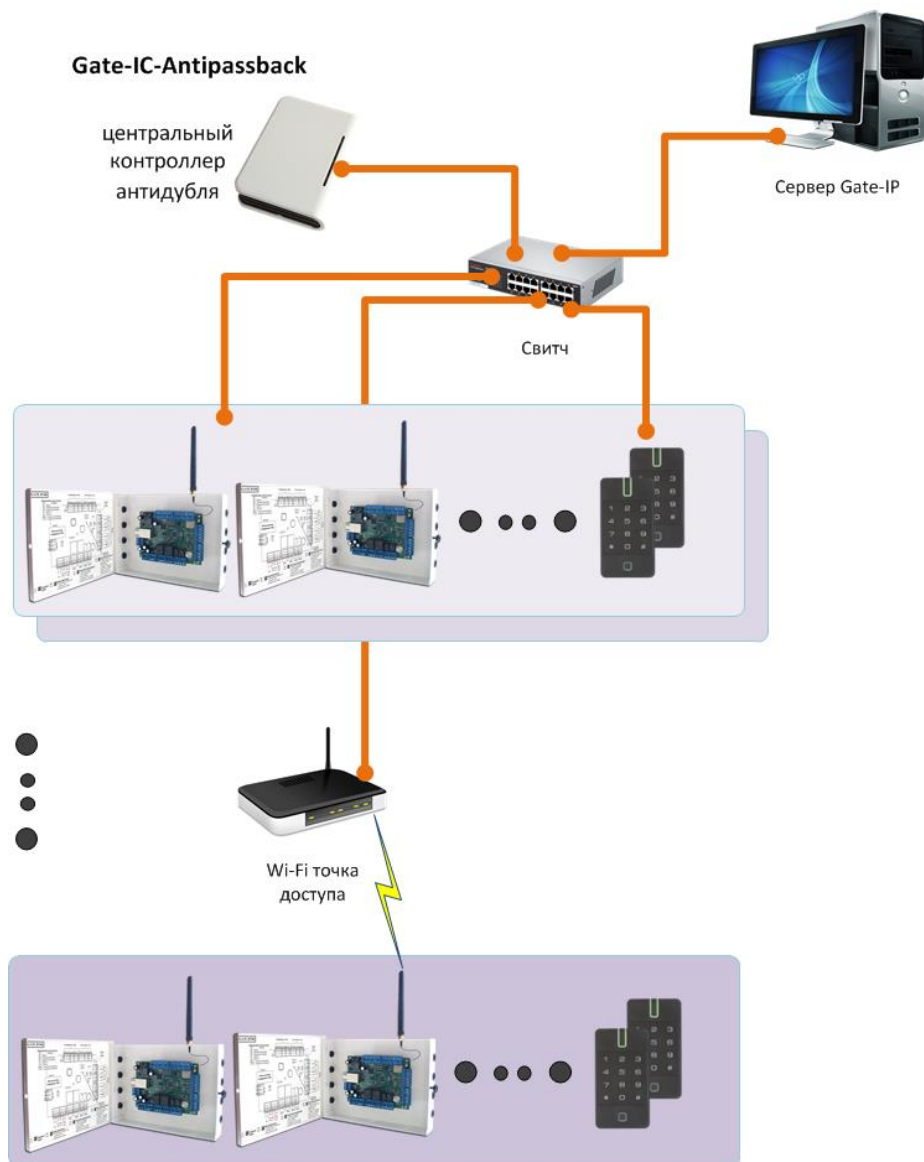 Gate-IC-Antipassback
центральный
контроллер
антидубля
Сервер Gate-IP
Свитч
Wi-Fi точка
доступа